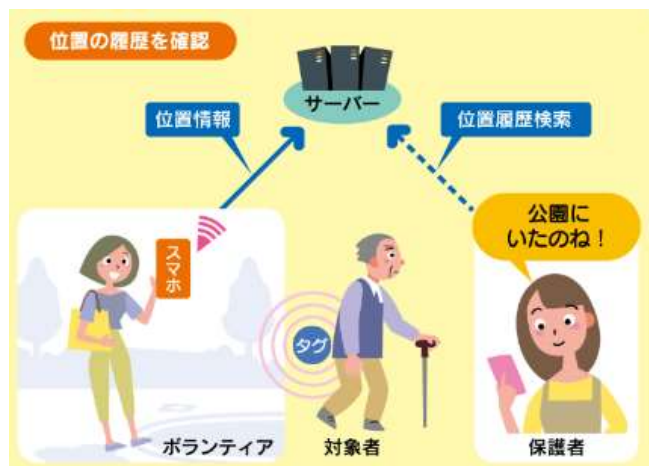 位置の履歴を確認
サーバー
位置情報
位置履歴検索
公園に
いたのね！
スマホ
タグ
ボランティア
対象者
保護者